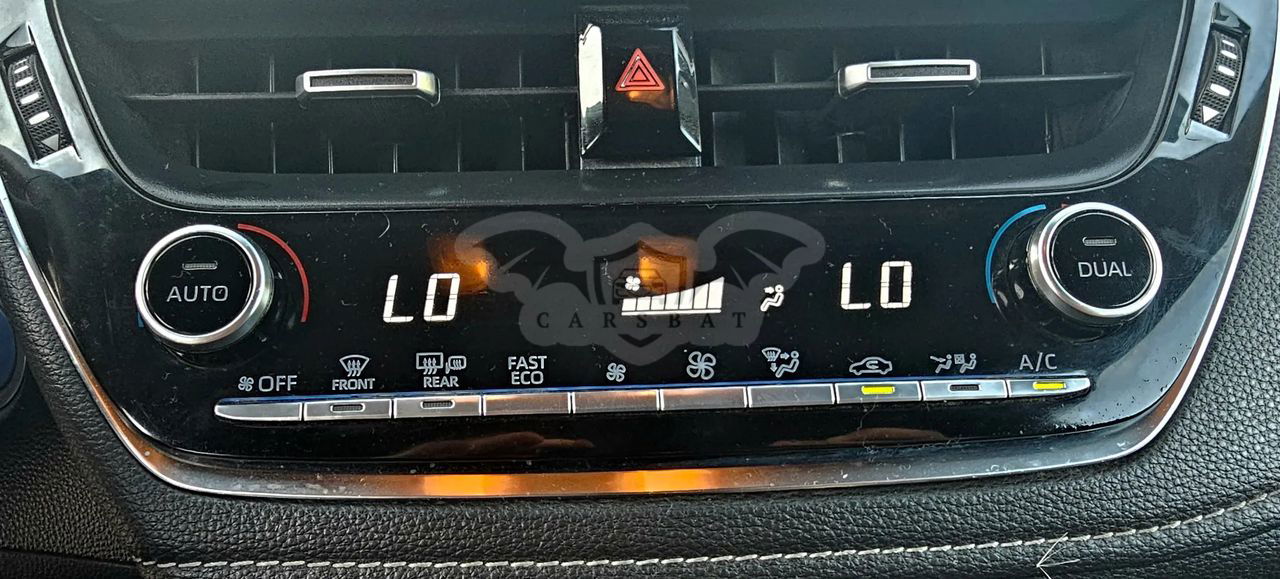 AUTO
LO
CARSBAT
LO
DUAL
OFF
FRONT
REAR
FAST
ECO
A/C